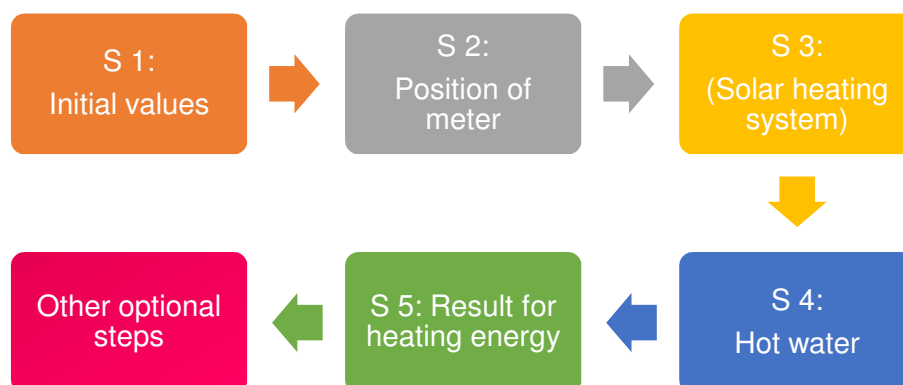 S 1:
Initial values
S 2:
Position of
meter
S 3:
(Solar heating
system)
S 4:
Hot water
S 5: Result for
heating energy
Other optional
steps